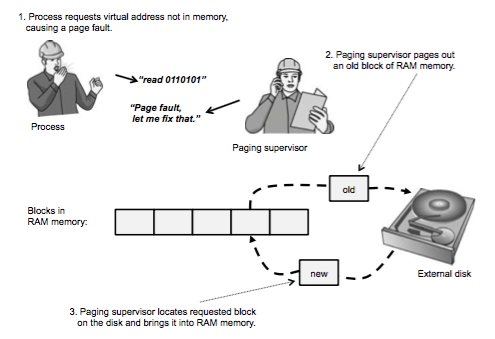 1. Process requests virtual address not in memory,
causing a page fault.
2. Paging supervisor pages out
an old block of RAM memory.
"read 0110101"
"Page fault,
let me fix that."
Process
Paging supervisor
old
Blocks in
RAM memory:
new
External disk
3. Paging supervisor locates requested block
on the disk and brings it into RAM memory.